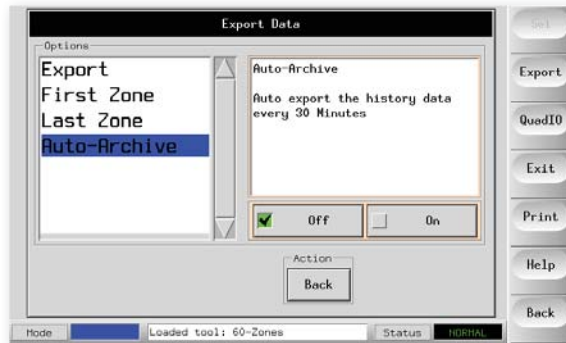 Export Data
Options
Export
First Zone
Last Zone
Auto-Archive
Auto-Archive
Auto export the history data
every 30 Minutes
Off
On
Action
Back
Sel
Export
QuadIO
Exit
Print
Help
Back
Mode
Loaded tool: 60-Zones
Status
NORMAL